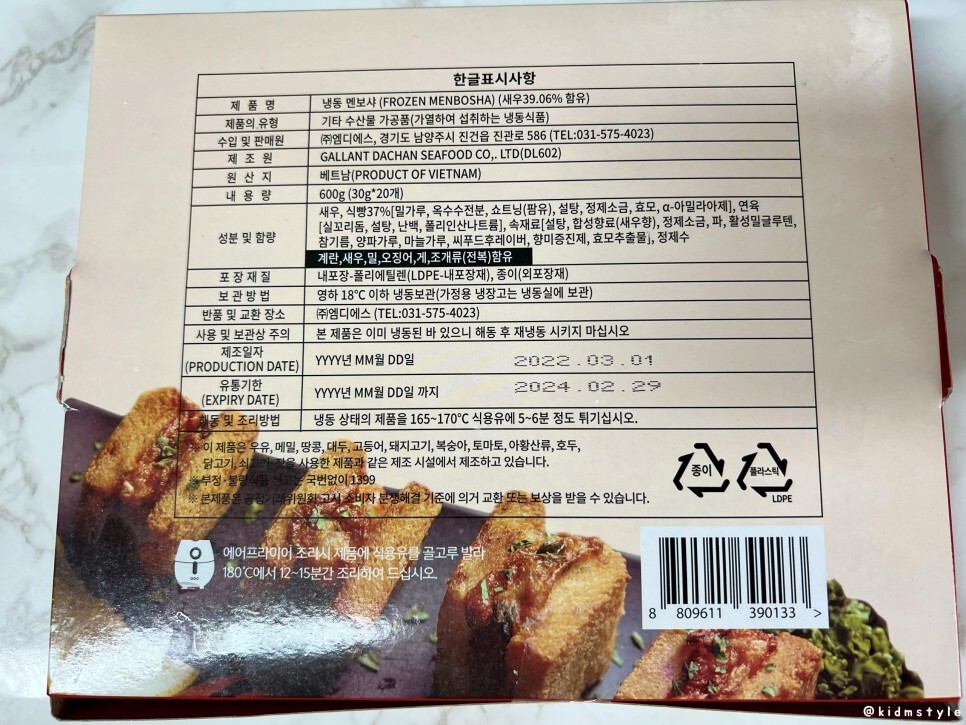 한글표시사항
제 품 명 냉동 멘보샤 (FROZEN MENBOSHA) (새우39.06% 함유)
제품의 유형 기타 수산물 가공품(가열하여 섭취하는 냉동식품)
수입 및 판매원 ㈜엠디에스, 경기도 남양주시 진건읍 진관로 586 (TEL:031-575-4023)
제 조 원 GALLANT DACHAN SEAFOOD CO,. LTD(DL602)
원 산 지 베트남(PRODUCT OF VIETNAM)
내 용 량 600g (30g*20개)
성분 및 함량
새우, 식빵37%[밀가루, 옥수수전분, 쇼트닝(팜유), 설탕, 정제소금, 효모, α-아밀라아제], 연육
[실꼬리돔, 설탕, 난백, 폴리인산나트륨], 속재료[설탕, 합성향료(새우향), 정제소금, 파, 활성밀글루텐,
참기름, 양파가루, 마늘가루, 씨푸드후레이버, 향미증진제, 효모추출물], 정제수
계란,새우,밀,오징어,게,조개류(전복)함유
포 장 재 질 내포장-폴리에틸렌(LDPE-내포장재), 종이(외포장재)
보 관 방 법 영하 18℃ 이하 냉동보관(가정용 냉장고는 냉동실에 보관)
반품 및 교환 장소 ㈜엠디에스 (TEL:031-575-4023)
사용 및 보관상 주의 본 제품은 이미 냉동된 바 있으니 해동 후 재냉동 시키지 마십시오
제조일자
(PRODUCTION DATE) YYYY년 MM월 DD일 2022.03.01
유통기한
(EXPIRY DATE) YYYY년 MM월 DD일 까지 2024.02.29
해동 및 조리방법 냉동 상태의 제품을 165~170℃ 식용유에 5~6분 정도 튀기십시오.
※ 이 제품은 우유, 메밀, 땅콩, 대두, 고등어, 돼지고기, 복숭아, 토마토, 아황산류, 호두,
닭고기, 쇠고기, 잣을 사용한 제품과 같은 제조 시설에서 제조하고 있습니다.
※ 부정·불량식품 신고는 국번없이 1399
※ 본제품은 공정거래위원회 고시 소비자 분쟁해결 기준에 의거 교환 또는 보상을 받을 수 있습니다.
종이
플라스틱
LDPE
에어프라이어 조리시 제품에 식용유를 골고루 발라
180℃에서 12~15분간 조리하여 드십시오.
8 809611 390133 >
@kidmstyle